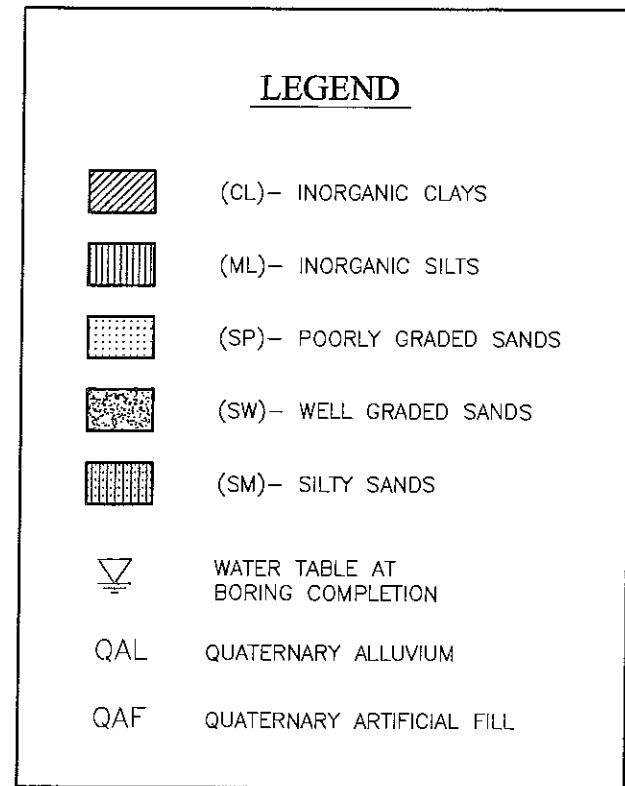 LEGEND
(CL)– INORGANIC CLAYS
(ML)– INORGANIC SILTS
(SP)– POORLY GRADED SANDS
(SW)– WELL GRADED SANDS
(SM)– SILTY SANDS
WATER TABLE AT
BORING COMPLETION
QAL QUATERNARY ALLUVIUM
QAF QUATERNARY ARTIFICIAL FILL